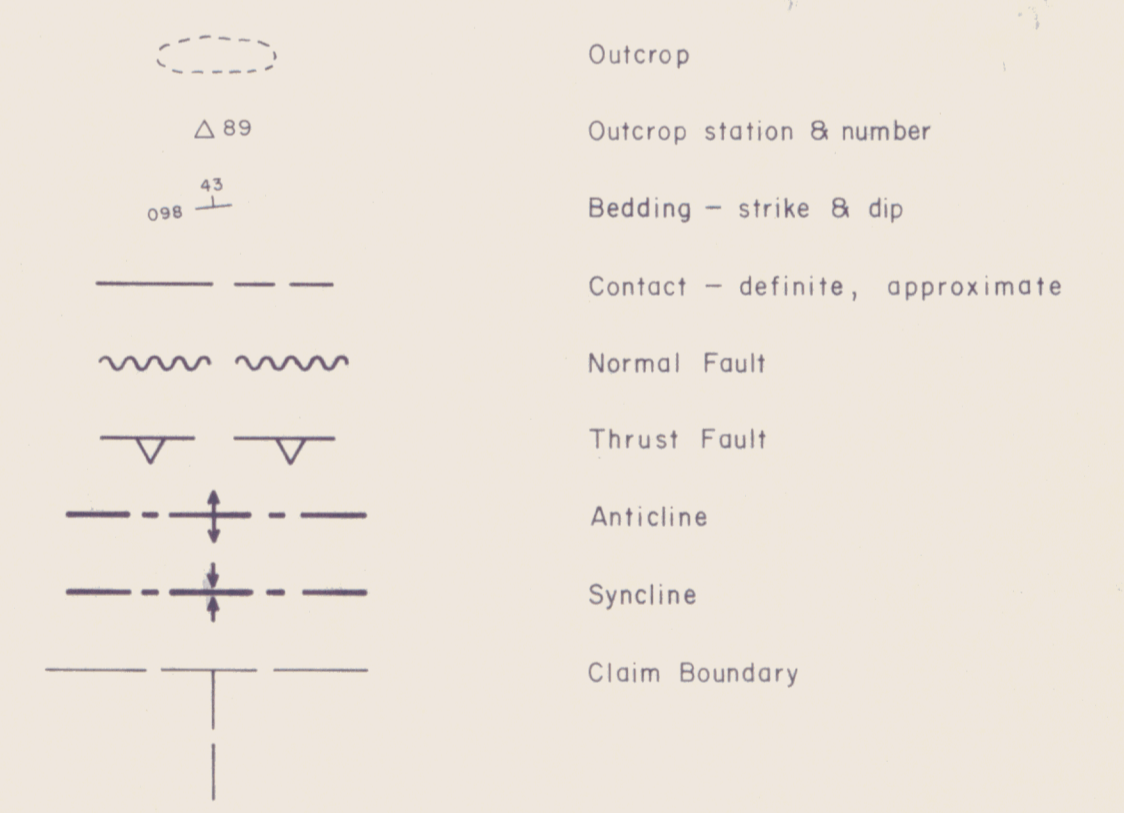 Outcrop
△ 89 Outcrop station & number
43
098 Bedding — strike & dip
Contact — definite, approximate
Normal Fault
Thrust Fault
Anticline
Syncline
Claim Boundary